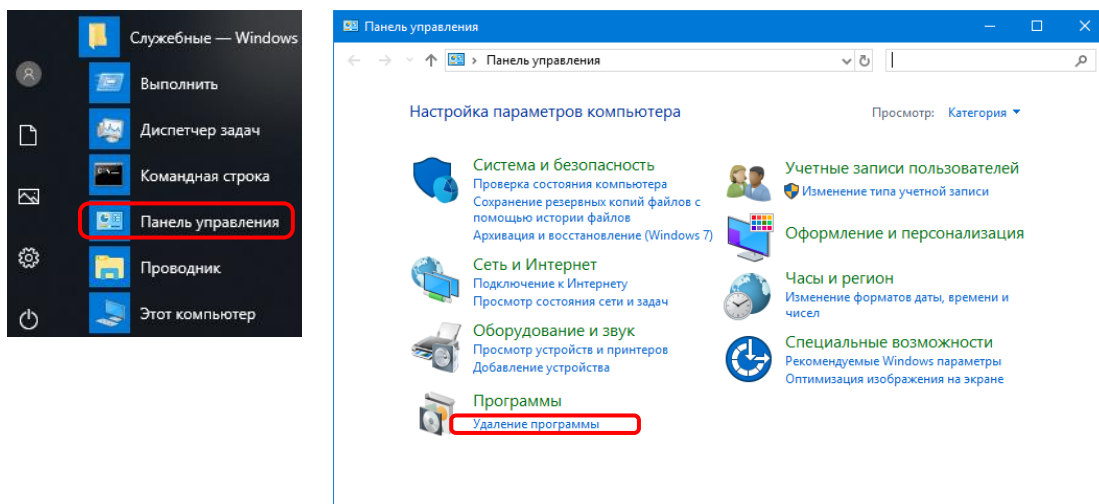 Служебные — Windows
Выполнить
Диспетчер задач
Командная строка
Панель управления
Проводник
Этот компьютер
Панель управления
Панель управления
Настройка параметров компьютера
Просмотр: Категория
Система и безопасность
Проверка состояния компьютера
Сохранение резервных копий файлов с
помощью истории файлов
Архивация и восстановление (Windows 7)
Сеть и Интернет
Подключение к Интернету
Просмотр состояния сети и задач
Оборудование и звук
Просмотр устройств и принтеров
Добавление устройства
Программы
Удаление программы
Учетные записи пользователей
Изменение типа учетной записи
Оформление и персонализация
Часы и регион
Изменение форматов даты, времени и
чисел
Специальные возможности
Рекомендуемые Windows параметры
Оптимизация изображения на экране